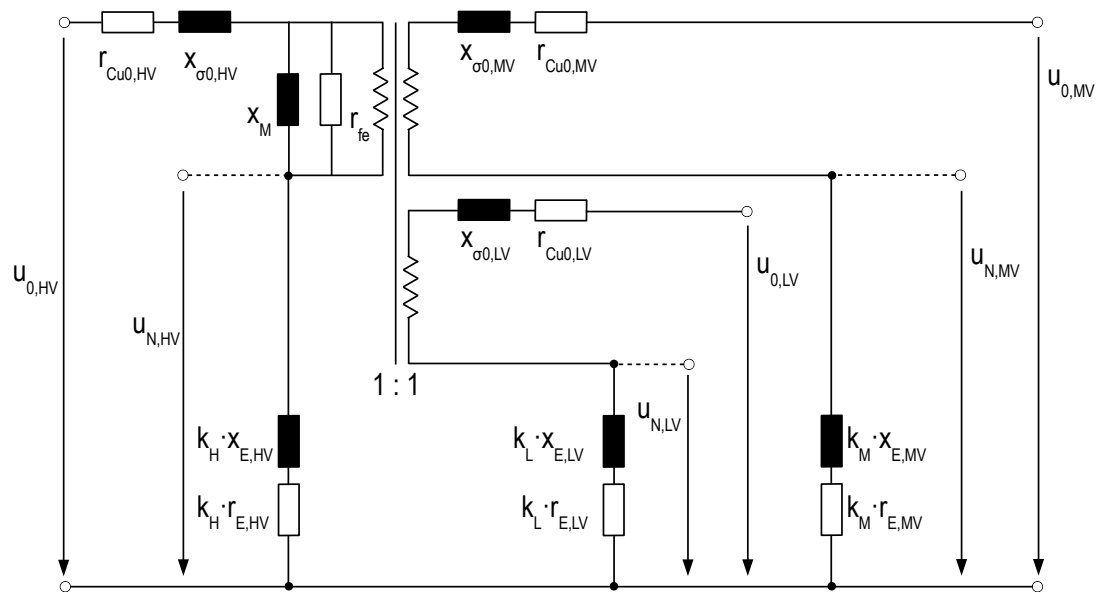 r_Cu0,HV
x_σ0,HV
x_σ0,MV
r_Cu0,MV
u_0,MV
x_M
r_fe
x_σ0,LV
r_Cu0,LV
u_0,HV
u_N,HV
u_0,LV
u_N,MV
1 : 1
u_N,LV
k_H·x_E,HV
k_L·x_E,LV
k_M·x_E,MV
k_H·r_E,HV
k_L·r_E,LV
k_M·r_E,MV